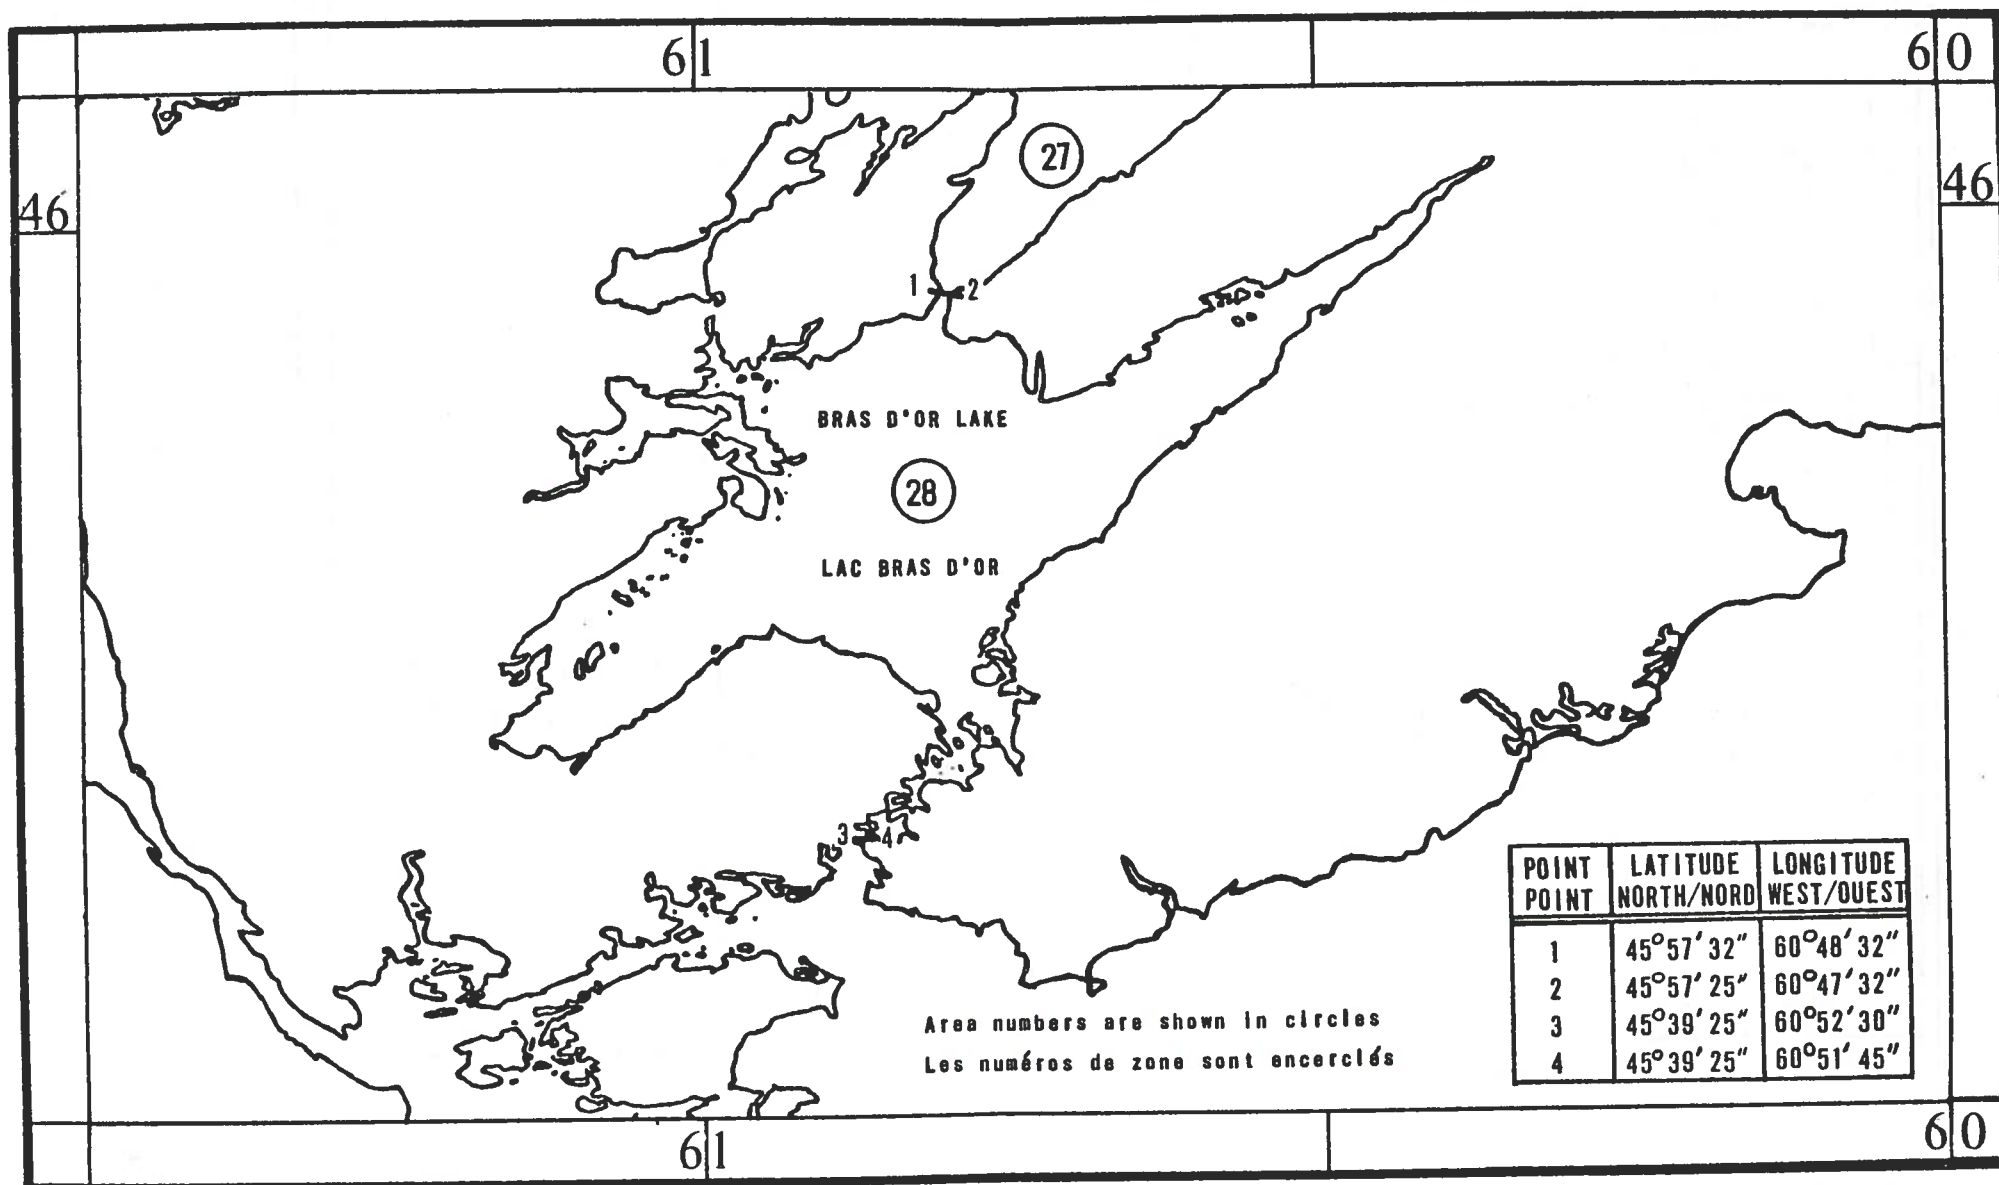 61
60
27
46
46
1
2
BRAS D'OR LAKE
28
LAC BRAS D'OR
3
4
POINT LATITUDE LONGITUDE
POINT NORTH/NORD WEST/OUEST
1 45°57'32" 60°48'32"
2 45°57'25" 60°47'32"
3 45°39'25" 60°52'30"
4 45°39'25" 60°51'45"
Area numbers are shown in circles
Les numéros de zone sont encerclés
61
60